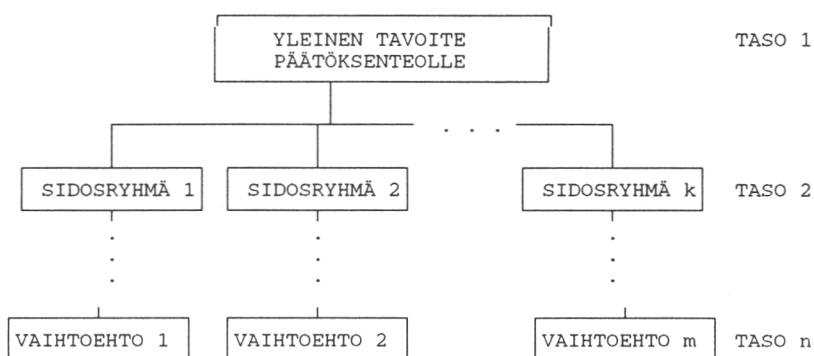 YLEINEN TAVOITE TASO 1
PÄÄTÖKSENTEOLLE
. . .
SIDOSRYHMÄ 1 SIDOSRYHMÄ 2 SIDOSRYHMÄ k TASO 2
VAIHTOEHTO 1 VAIHTOEHTO 2 VAIHTOEHTO m TASO n